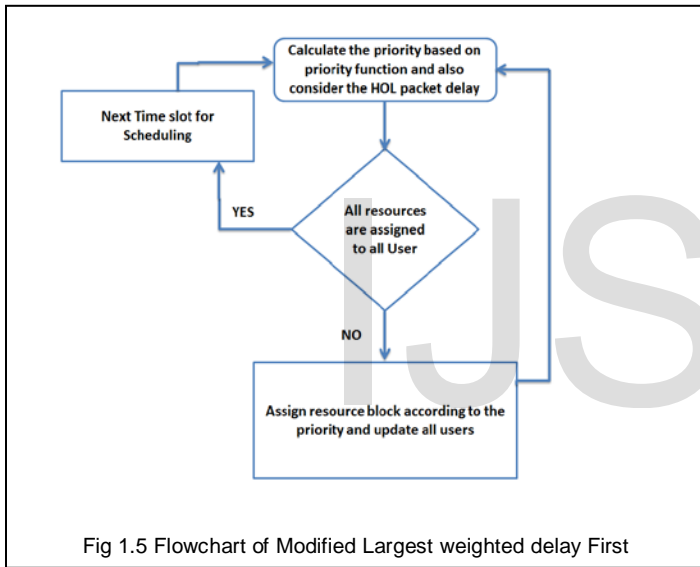 Calculate the priority based on
priority function and also
consider the HOL packet delay
Next Time slot for
Scheduling
YES
All resources
are assigned
to all User
NO
Assign resource block according to the
priority and update all users
IJS
Fig 1.5 Flowchart of Modified Largest weighted delay First